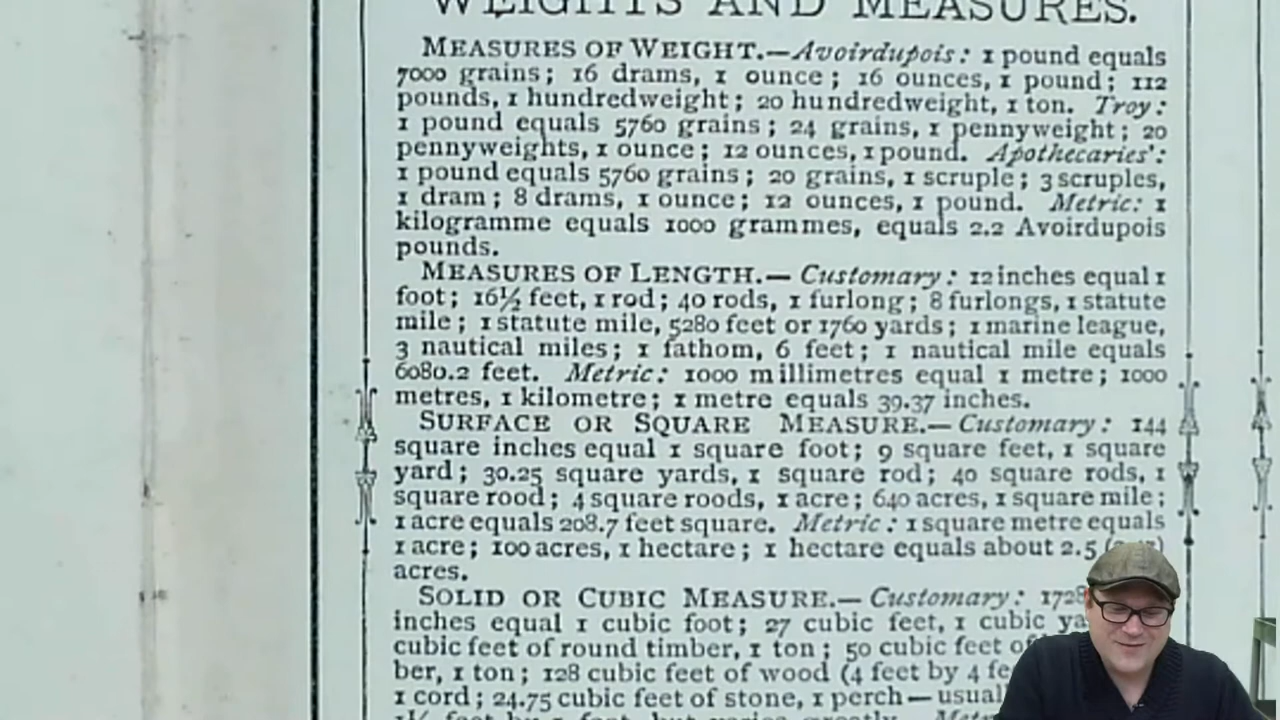 WEIGHTS AND MEASURES.
MEASURES OF WEIGHT.—Avoirdupois: 1 pound equals
7000 grains; 16 drams, 1 ounce; 16 ounces, 1 pound; 112
pounds, 1 hundredweight; 20 hundredweight, 1 ton. Troy:
1 pound equals 5760 grains; 24 grains, 1 pennyweight; 20
pennyweights, 1 ounce; 12 ounces, 1 pound. Apothecaries':
1 pound equals 5760 grains; 20 grains, 1 scruple; 3 scruples,
1 dram; 8 drams, 1 ounce; 12 ounces, 1 pound. Metric: 1
kilogramme equals 1000 grammes, equals 2.2 Avoirdupois
pounds.
MEASURES OF LENGTH.—Customary: 12 inches equal 1
foot; 16½ feet, 1 rod; 40 rods, 1 furlong; 8 furlongs, 1 statute
mile; 1 statute mile, 5280 feet or 1760 yards; 1 marine league,
3 nautical miles; 1 fathom, 6 feet; 1 nautical mile equals
6080.2 feet. Metric: 1000 millimetres equal 1 metre; 1000
metres, 1 kilometre; 1 metre equals 39.37 inches.
SURFACE OR SQUARE MEASURE.—Customary: 144
square inches equal 1 square foot; 9 square feet, 1 square
yard; 30.25 square yards, 1 square rod; 40 square rods, 1
square rood; 4 square roods, 1 acre; 640 acres, 1 square mile;
1 acre equals 208.7 feet square. Metric: 1 square metre equals
1 acre; 100 acres, 1 hectare; 1 hectare equals about 2.5
acres.
SOLID OR CUBIC MEASURE.—Customary: 1728
inches equal 1 cubic foot; 27 cubic feet, 1 cubic
cubic feet of round timber, 1 ton; 50 cubic feet of
ber, 1 ton; 128 cubic feet of wood (4 feet by 4
1 cord; 24.75 cubic feet of stone, 1 perch—
feet by 1 foot, but varies greatly.